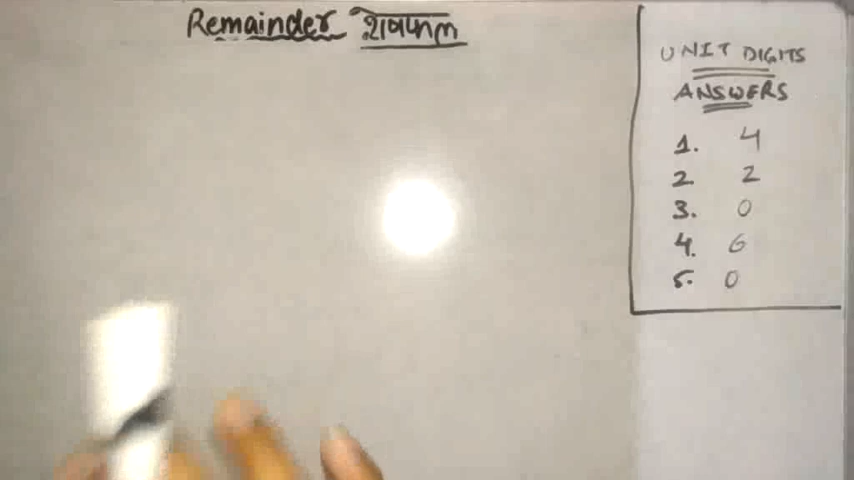 Remainder शेषफल
UNIT DIGITS
ANSWERS
1. 4
2 2
3. 0
4. 6
5. 0